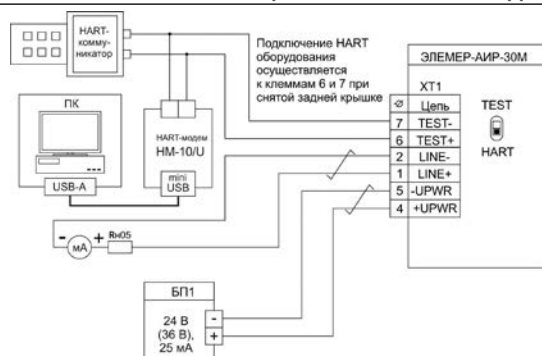 HART-
комму-
никатор
Подключение HART
оборудования
осуществляется
к клеммам 6 и 7 при
снятой задней крышке
ЭЛЕМЕР-АИР-30М
XT1
Ø Цепь
7 TEST-
6 TEST+
2 LINE-
1 LINE+
5 -UPWR
4 +UPWR
TEST
HART
ПК
USB-A
HART-модем
HM-10/U
mini
USB
- мА +
Rн05
БП1
24 В
(36 В),
25 мА
-
+